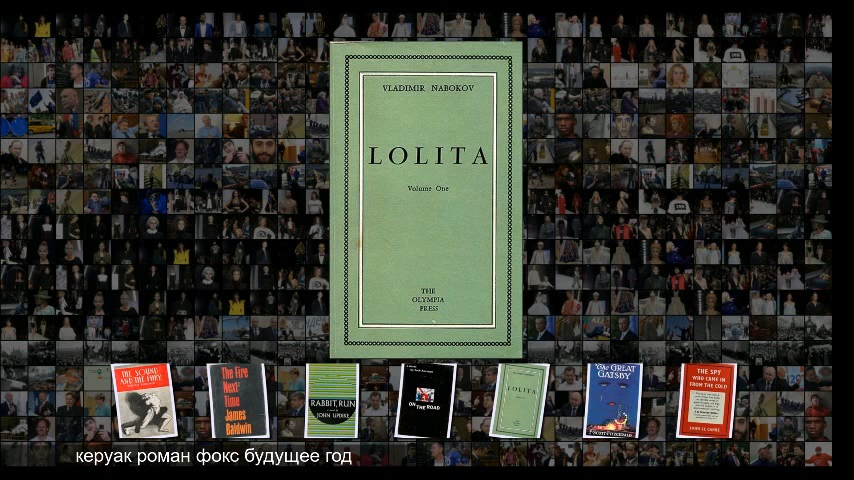 VLADIMIR NABOKOV
LOLITA
Volume One
THE
OLYMPIA
PRESS
THE SOUND
AND THE FURY
The Fire
Next
Time
James
Baldwin
RABBIT, RUN
JOHN UPDIKE
ON THE ROAD
LOLITA
The GREAT
GATSBY
F·SCOTT·FITZGERALD
THE SPY
WHO CAME IN
FROM THE COLD
JOHN LE CARRÉ
керуак роман фокс будущее год